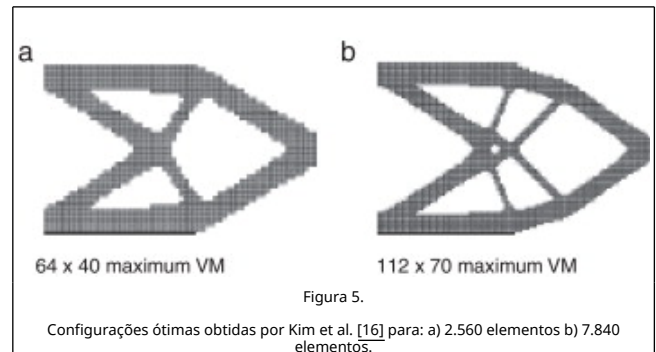 a
b
64 x 40 maximum VM
112 x 70 maximum VM
Figura 5.
Configurações ótimas obtidas por Kim et al. [16] para: a) 2.560 elementos b) 7.840
elementos.